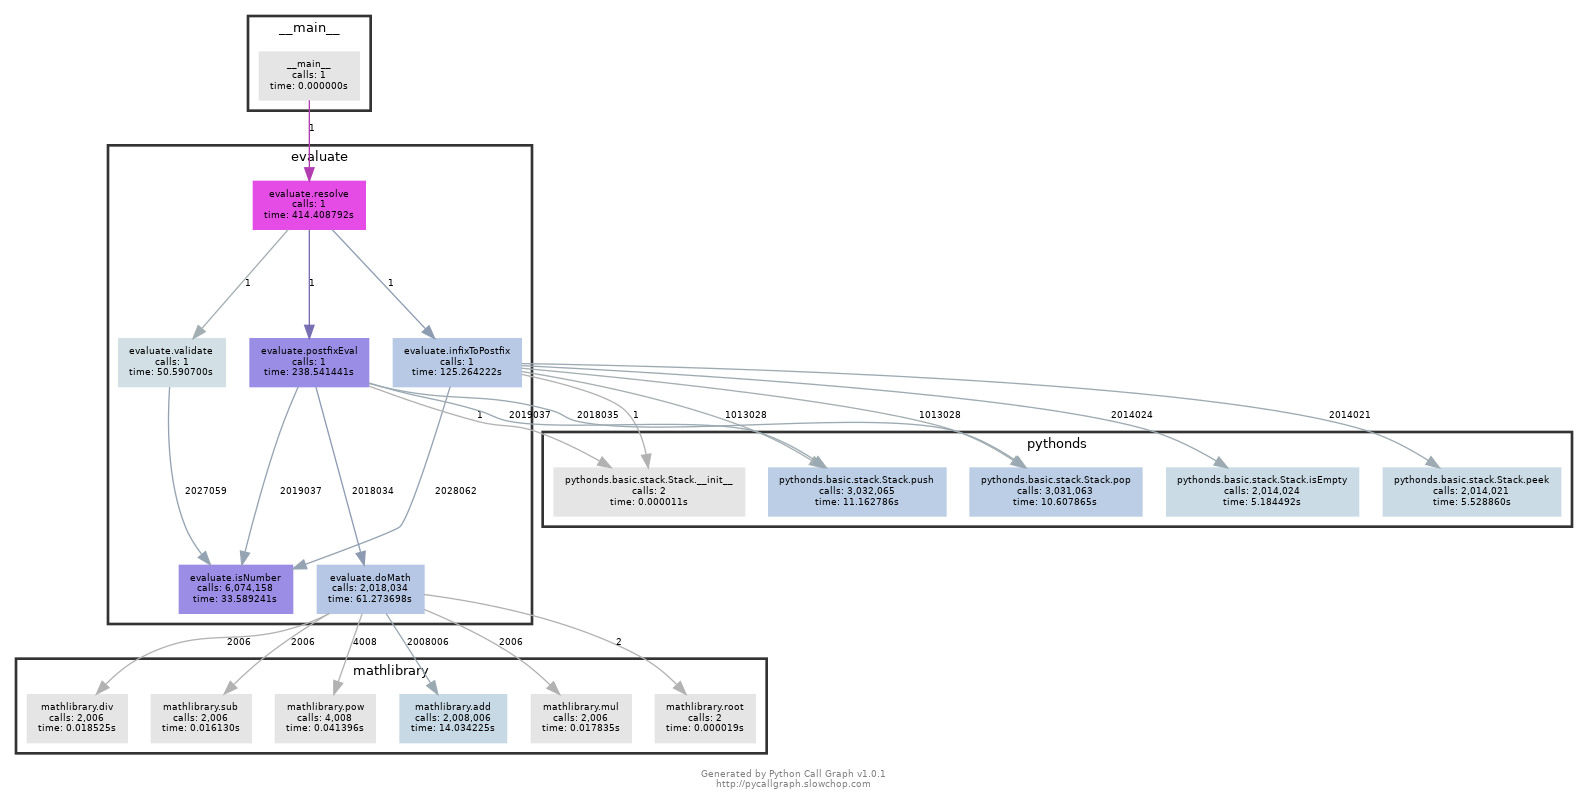 __main__
__main__
calls: 1
time: 0.000000s
1
evaluate
evaluate.resolve
calls: 1
time: 414.408792s
1
1
1
evaluate.validate
calls: 1
time: 50.590700s
evaluate.postfixEval
calls: 1
time: 238.541441s
evaluate.infixToPostfix
calls: 1
time: 125.264222s
1
2019037
2018035
1
1013028
1013028
2014024
2014021
pythonds
pythonds.basic.stack.Stack.__init__
calls: 2
time: 0.000011s
pythonds.basic.stack.Stack.push
calls: 3,032,065
time: 11.162786s
pythonds.basic.stack.Stack.pop
calls: 3,031,063
time: 10.607865s
pythonds.basic.stack.Stack.isEmpty
calls: 2,014,024
time: 5.184492s
pythonds.basic.stack.Stack.peek
calls: 2,014,021
time: 5.528860s
2027059
2019037
2018034
2028062
evaluate.isNumber
calls: 6,074,158
time: 33.589241s
evaluate.doMath
calls: 2,018,034
time: 61.273698s
2006
2006
4008
2008006
2006
2
mathlibrary
mathlibrary.div
calls: 2,006
time: 0.018525s
mathlibrary.sub
calls: 2,006
time: 0.016130s
mathlibrary.pow
calls: 4,008
time: 0.041396s
mathlibrary.add
calls: 2,008,006
time: 14.034225s
mathlibrary.mul
calls: 2,006
time: 0.017835s
mathlibrary.root
calls: 2
time: 0.000019s
Generated by Python Call Graph v1.0.1
http://pycallgraph.slowchop.com